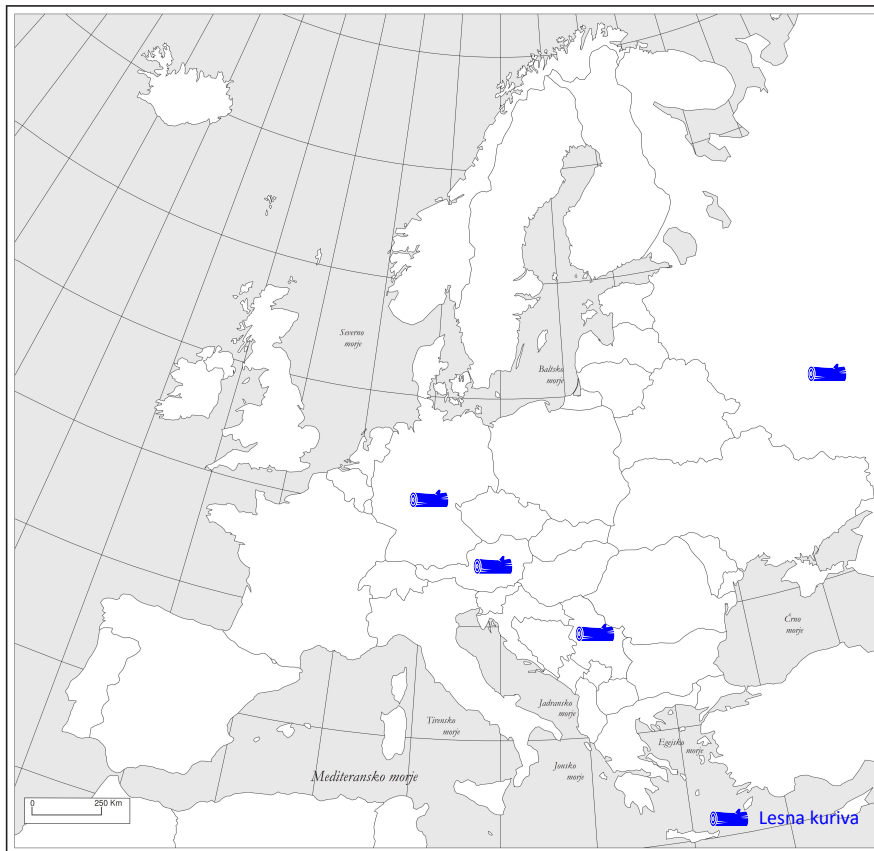 Severno
morje
Baltsko
morje
Črno
morje
Jadransko
morje
Tirensko
morje
Egejsko
morje
Jonsko
morje
Mediteransko morje
0 250 Km
Lesna kuriva